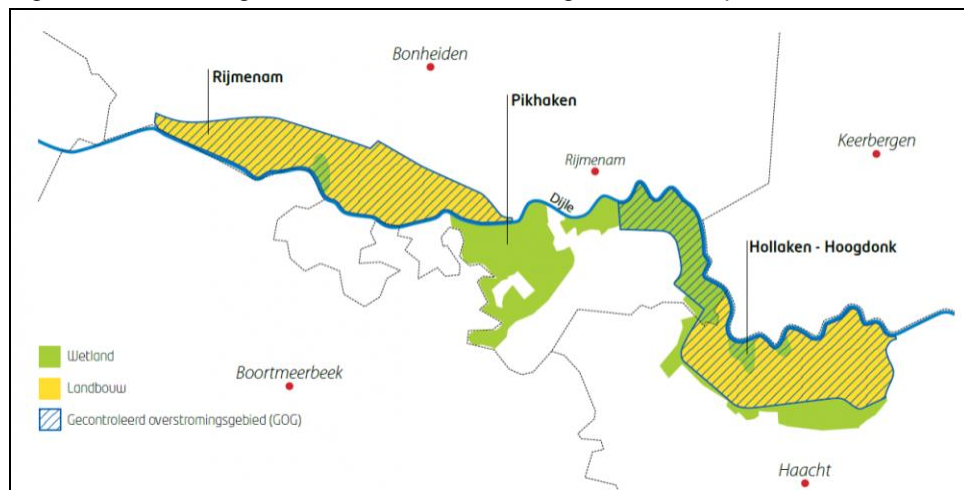 Bonheiden
Rijmenam
Pikhaken
Keerbergen
Rijmenam
Dijle
Hollaken - Hoogdonk
Wetland
Landbouw
Gecontroleerd overstromingsgebied (GOG)
Boortmeerbeek
Haacht